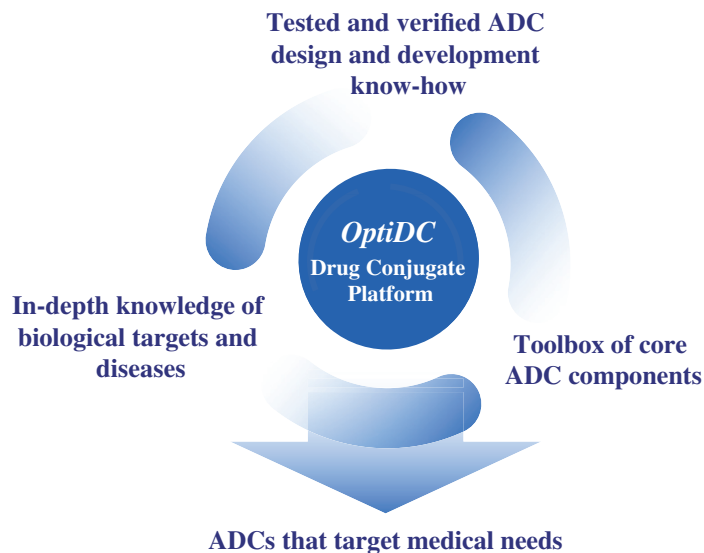 Tested and verified ADC
design and development
know-how
OptiDC
Drug Conjugate
Platform
In-depth knowledge of
biological targets and
diseases
Toolbox of core
ADC components
ADCs that target medical needs